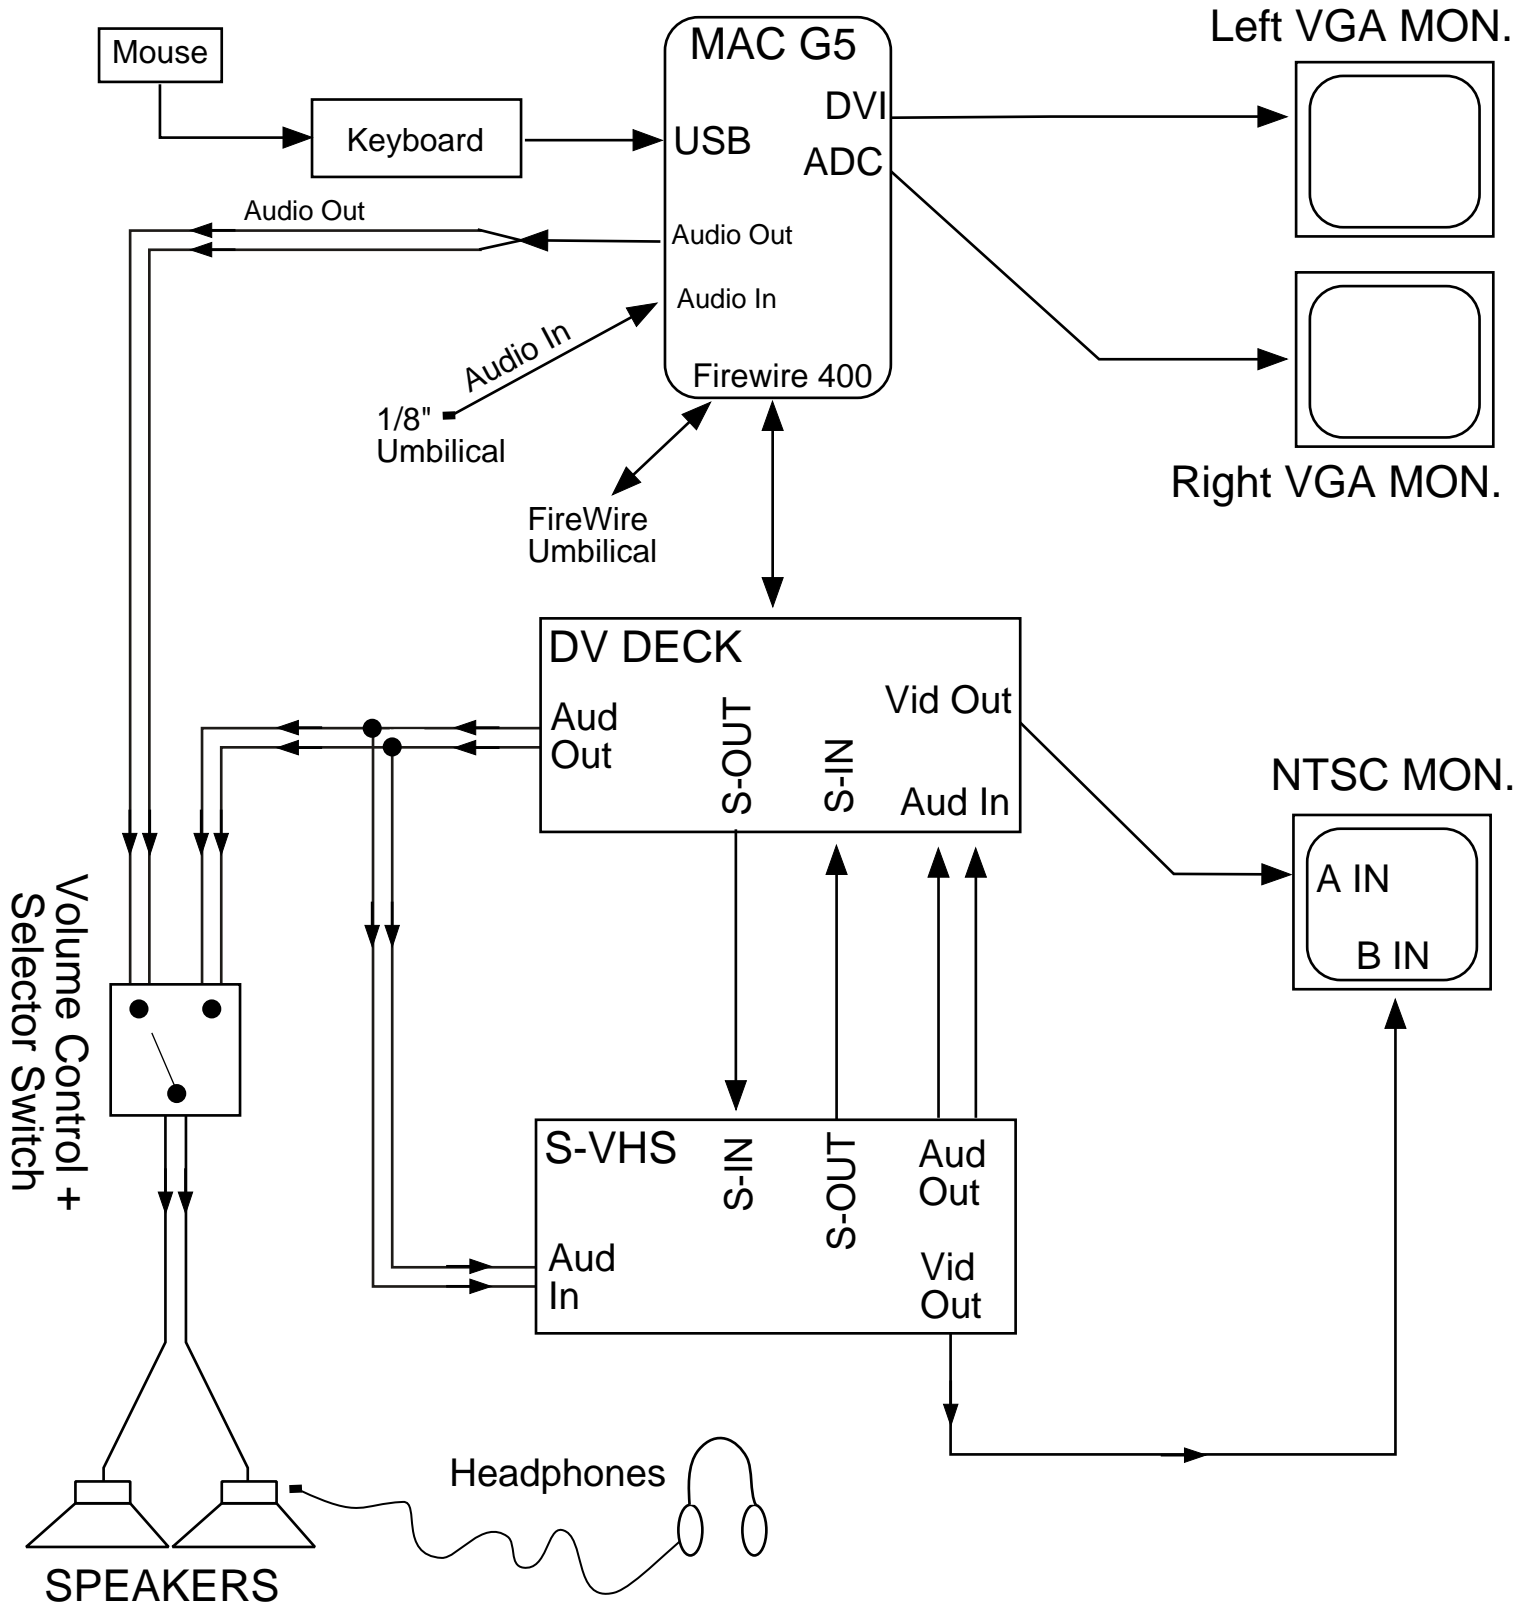 Left VGA MON.
MAC G5
Mouse
DVI
Keyboard
USB
ADC
Audio Out
Audio Out
Audio In
Audio In
Firewire 400
1/8"
Umbilical
Right VGA MON.
FireWire
Umbilical
DV DECK
Vid Out
Aud
Out
S-OUT
S-IN
Aud In
NTSC MON.
A IN
B IN
Volume Control +
Selector Switch
S-VHS
S-IN
S-OUT
Aud
Out
Aud
In
Vid
Out
Headphones
SPEAKERS